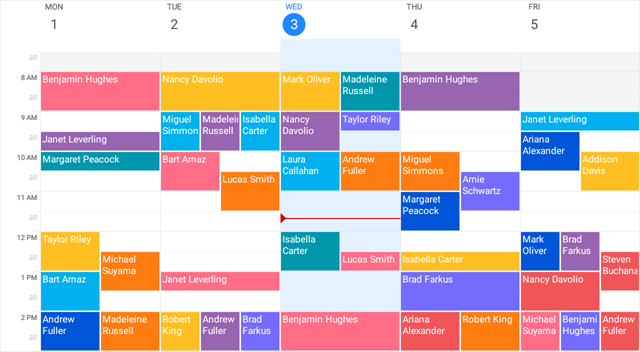 MON
TUE
WED
THU
FRI
1
2
3
4
5
30
8 AM
Benjamin Hughes
Nancy Davolio
Mark Oliver
Madeleine
Russell
Benjamin Hughes
30
9 AM
Miguel
Simmon
Madelei
Russell
Isabella
Carter
Nancy
Davolio
Taylor Riley
Janet Leverling
30
Janet Leverling
Ariana
Alexander
10 AM
Margaret Peacock
Bart Arnaz
Laura
Callahan
Andrew
Fuller
Miguel
Simmons
Addison
Davis
30
Lucas Smith
Arnie
Schwartz
11 AM
Margaret
Peacock
30
12 PM
Taylor Riley
Isabella
Carter
Mark
Oliver
Brad
Farkus
30
Michael
Suyama
Lucas Smith
Isabella Carter
Steven
Buchana
1 PM
Bart Arnaz
Janet Leverling
Brad Farkus
Nancy Davolio
30
2 PM
Andrew
Fuller
Madeleine
Russell
Robert
King
Andrew
Fuller
Brad
Farkus
Benjamin Hughes
Ariana
Alexander
Robert King
Michael
Suyama
Benjami
Hughes
Andrew
Fuller
30